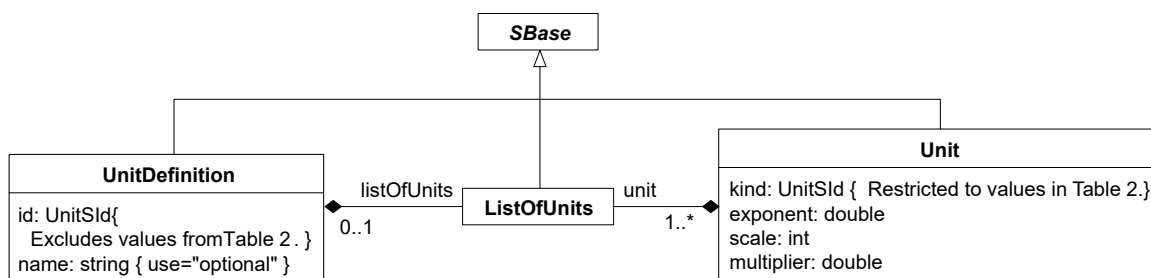 SBase
UnitDefinition
id: UnitSId{
Excludes values fromTable 2 . }
name: string { use="optional" }
listOfUnits
0..1
ListOfUnits
unit
1..*
Unit
kind: UnitSId { Restricted to values in Table 2.}
exponent: double
scale: int
multiplier: double